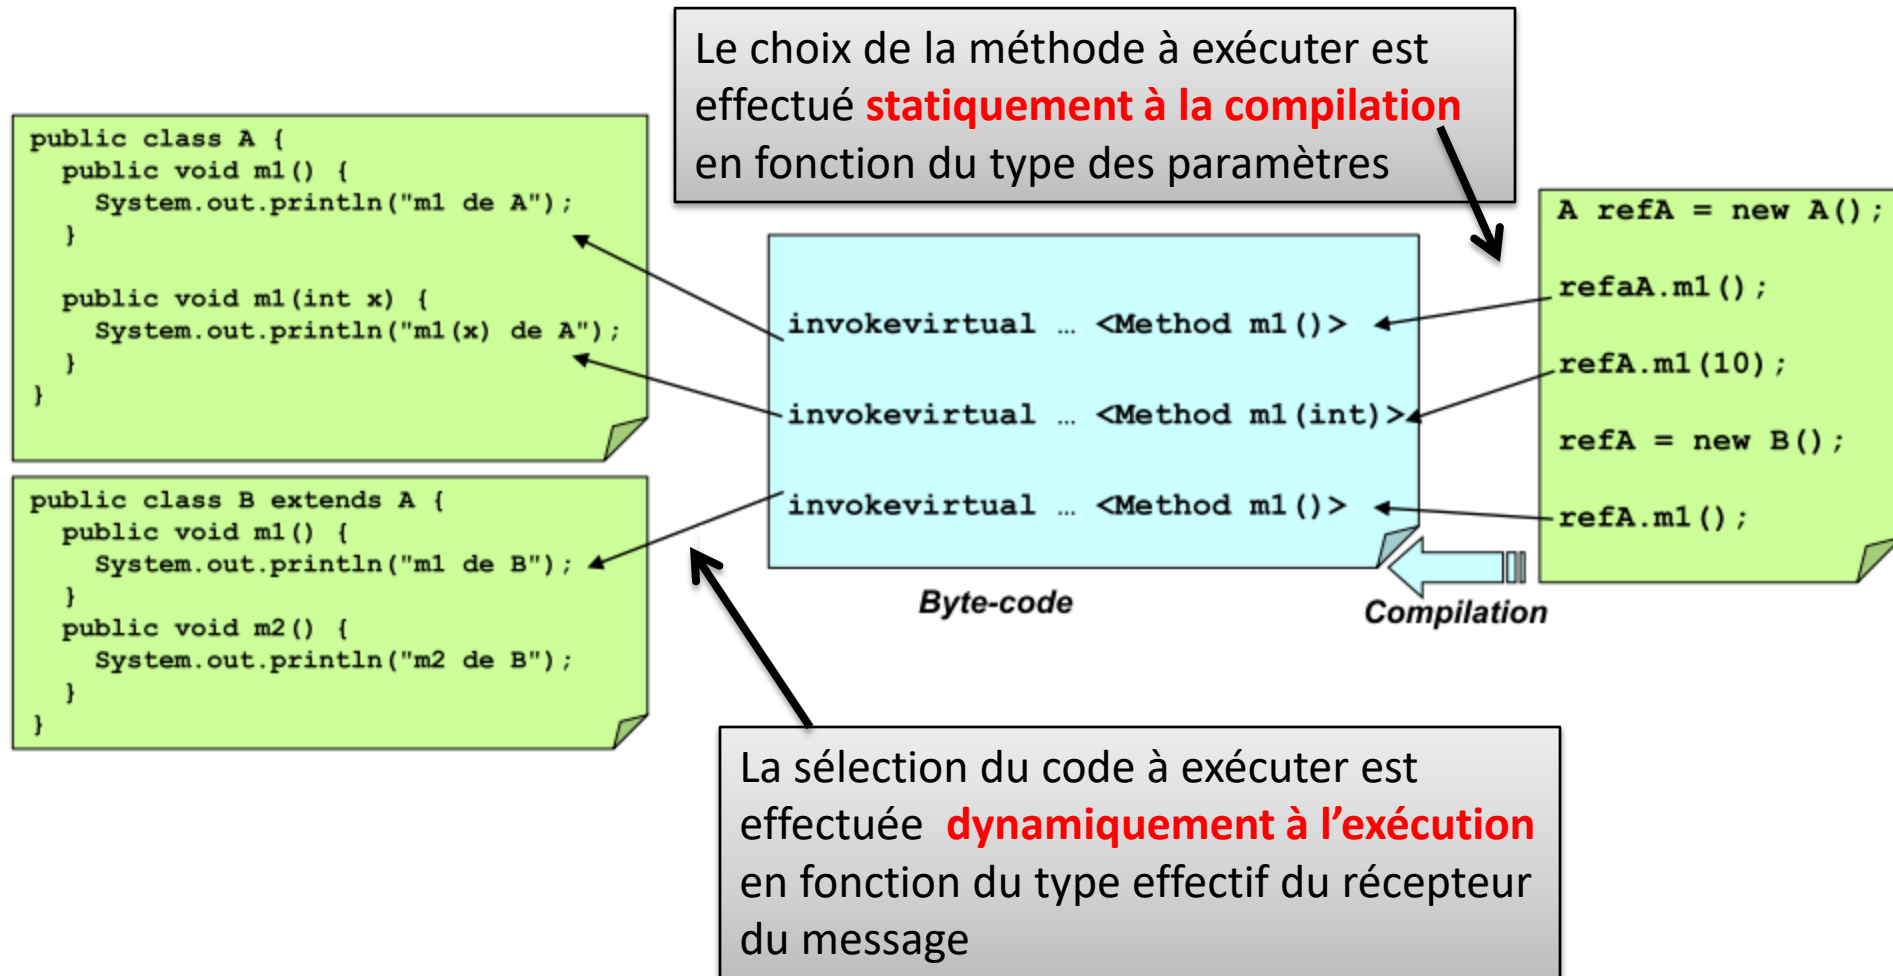 Le choix de la méthode à exécuter est
effectué statiquement à la compilation
en fonction du type des paramètres
public class A {
public void m1() {
System.out.println("m1 de A");
}
public void m1(int x) {
System.out.println("m1(x) de A");
}
}
public class B extends A {
public void m1() {
System.out.println("m1 de B");
}
public void m2() {
System.out.println("m2 de B");
}
}
invokevirtual … <Method m1()>
invokevirtual … <Method m1(int)>
invokevirtual … <Method m1()>
Byte-code
Compilation
A refA = new A();
refaA.m1();
refA.m1(10);
refA = new B();
refA.m1();
La sélection du code à exécuter est
effectuée dynamiquement à l’exécution
en fonction du type effectif du récepteur
du message